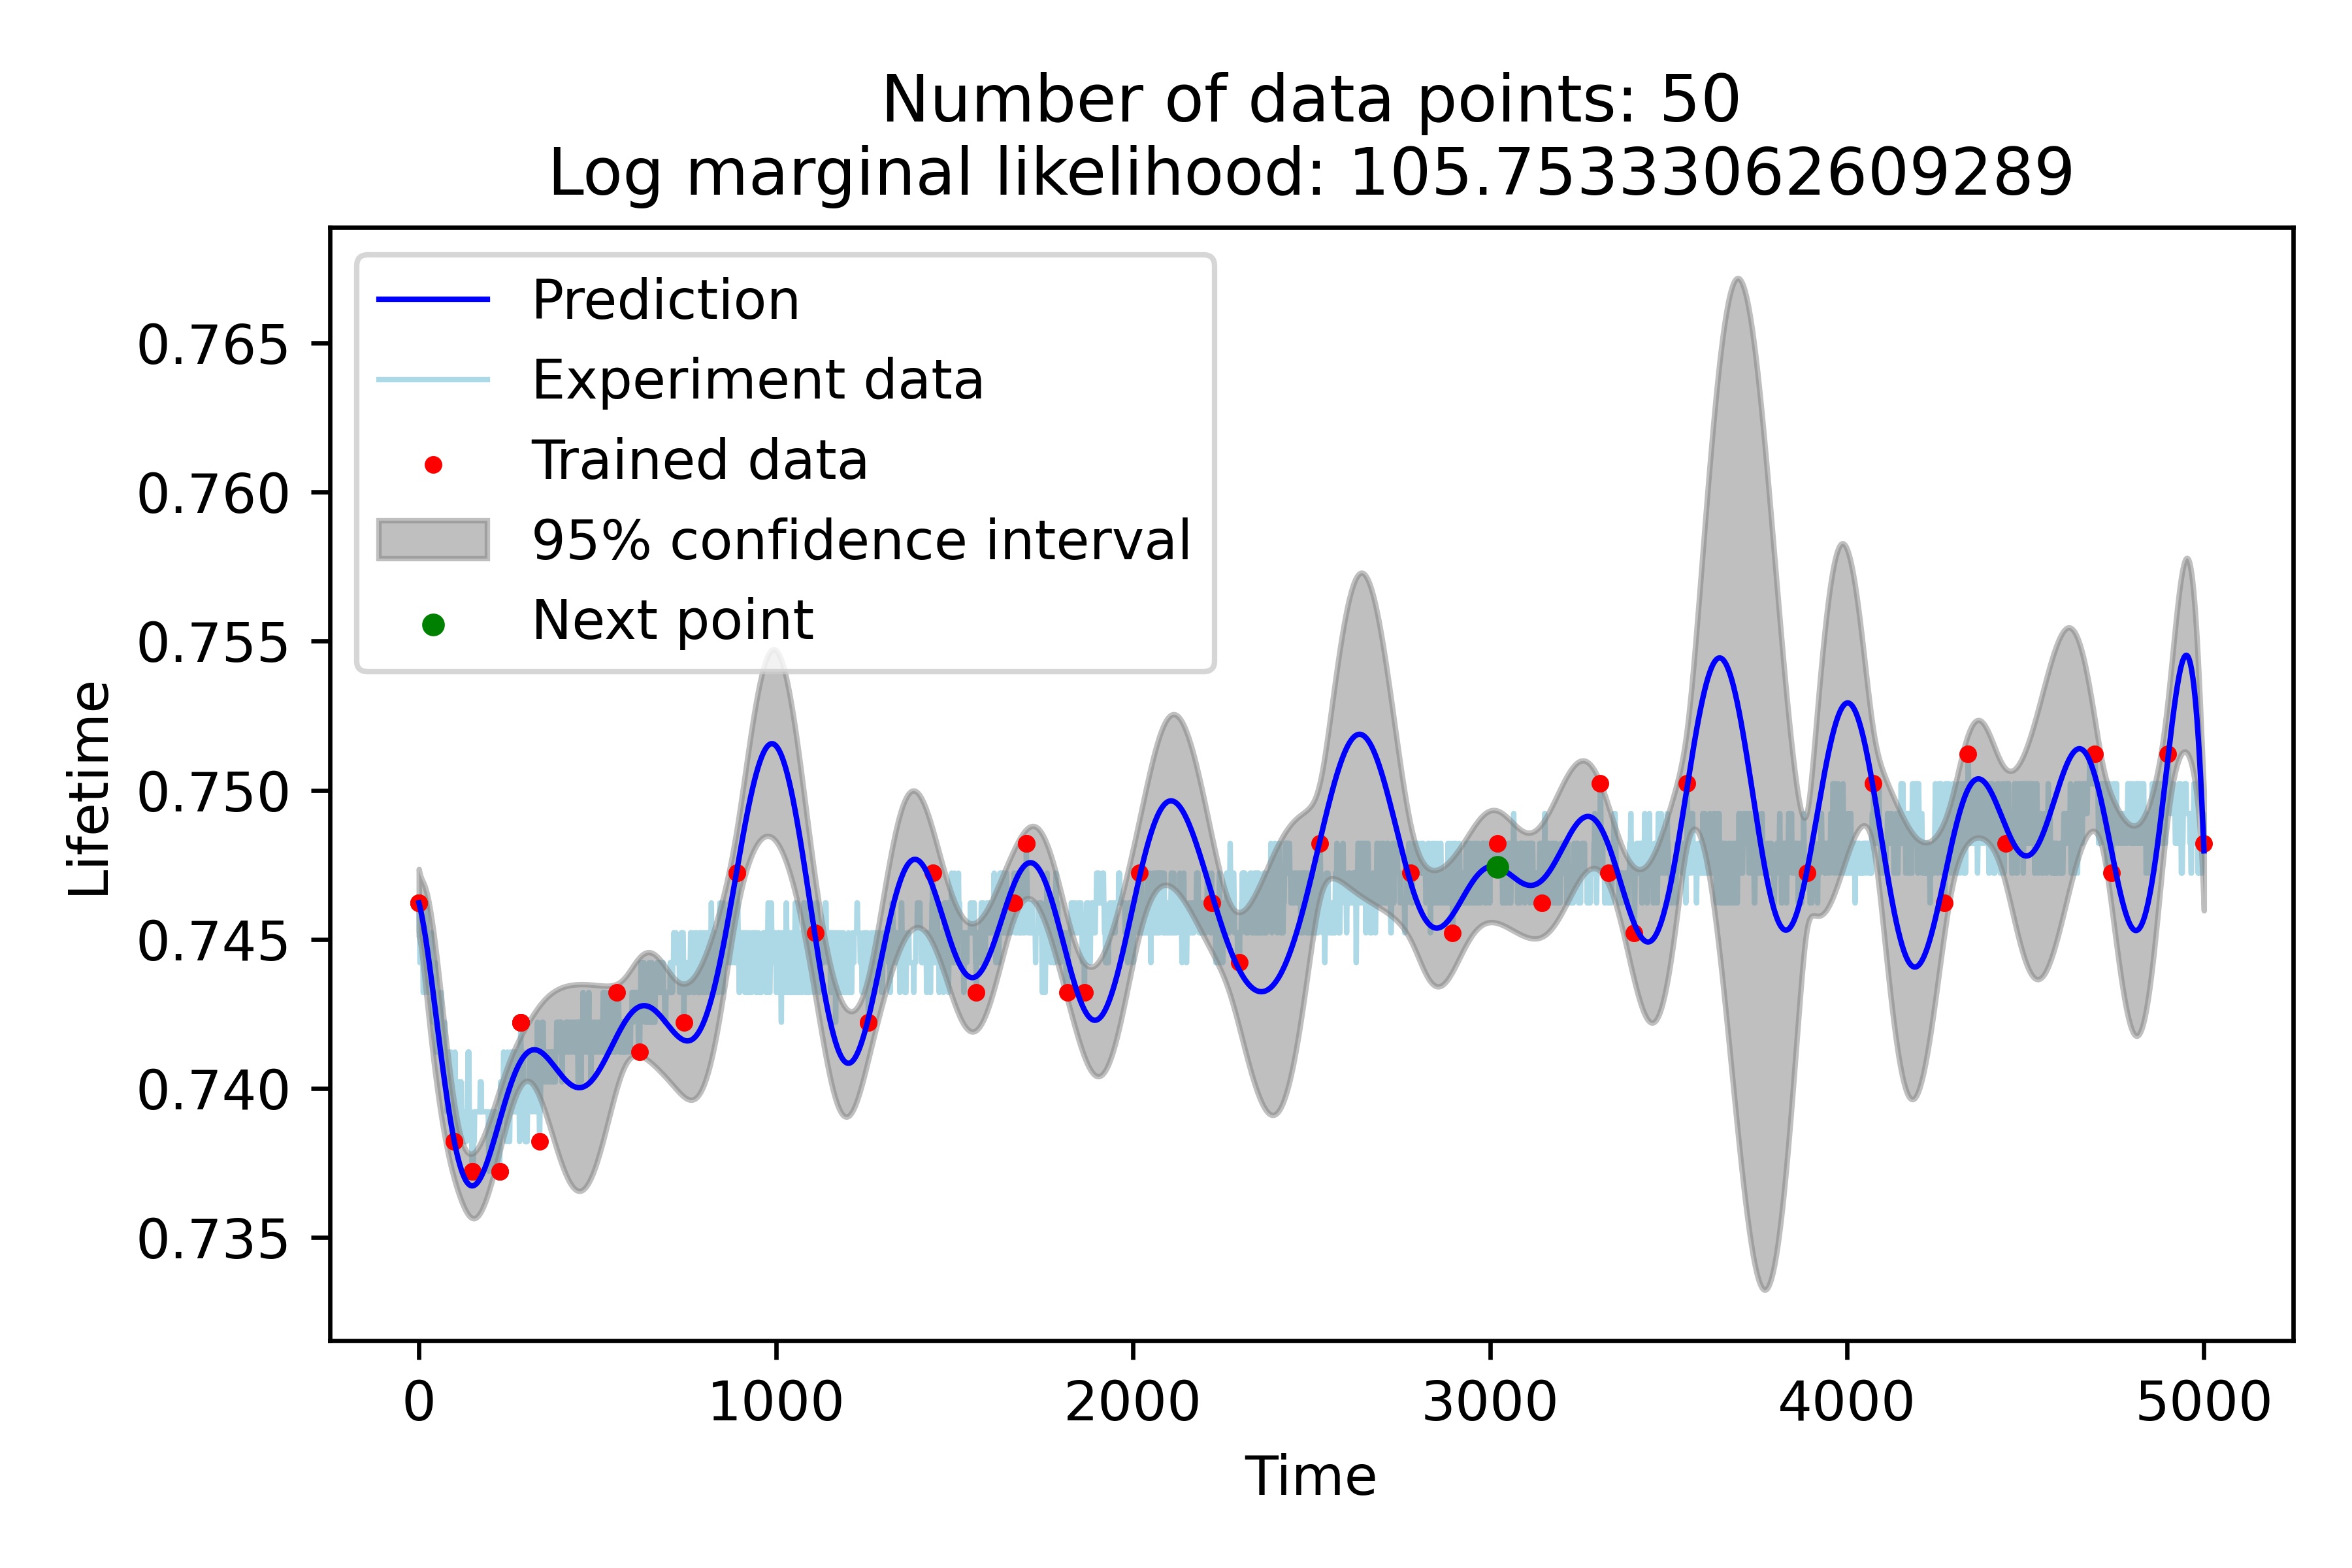 Number of data points: 50
Log marginal likelihood: 105.75333062609289
Prediction
Experiment data
Trained data
95% confidence interval
Next point
0.765
0.760
0.755
0.750
0.745
0.740
0.735
Lifetime
0 1000 2000 3000 4000 5000
Time